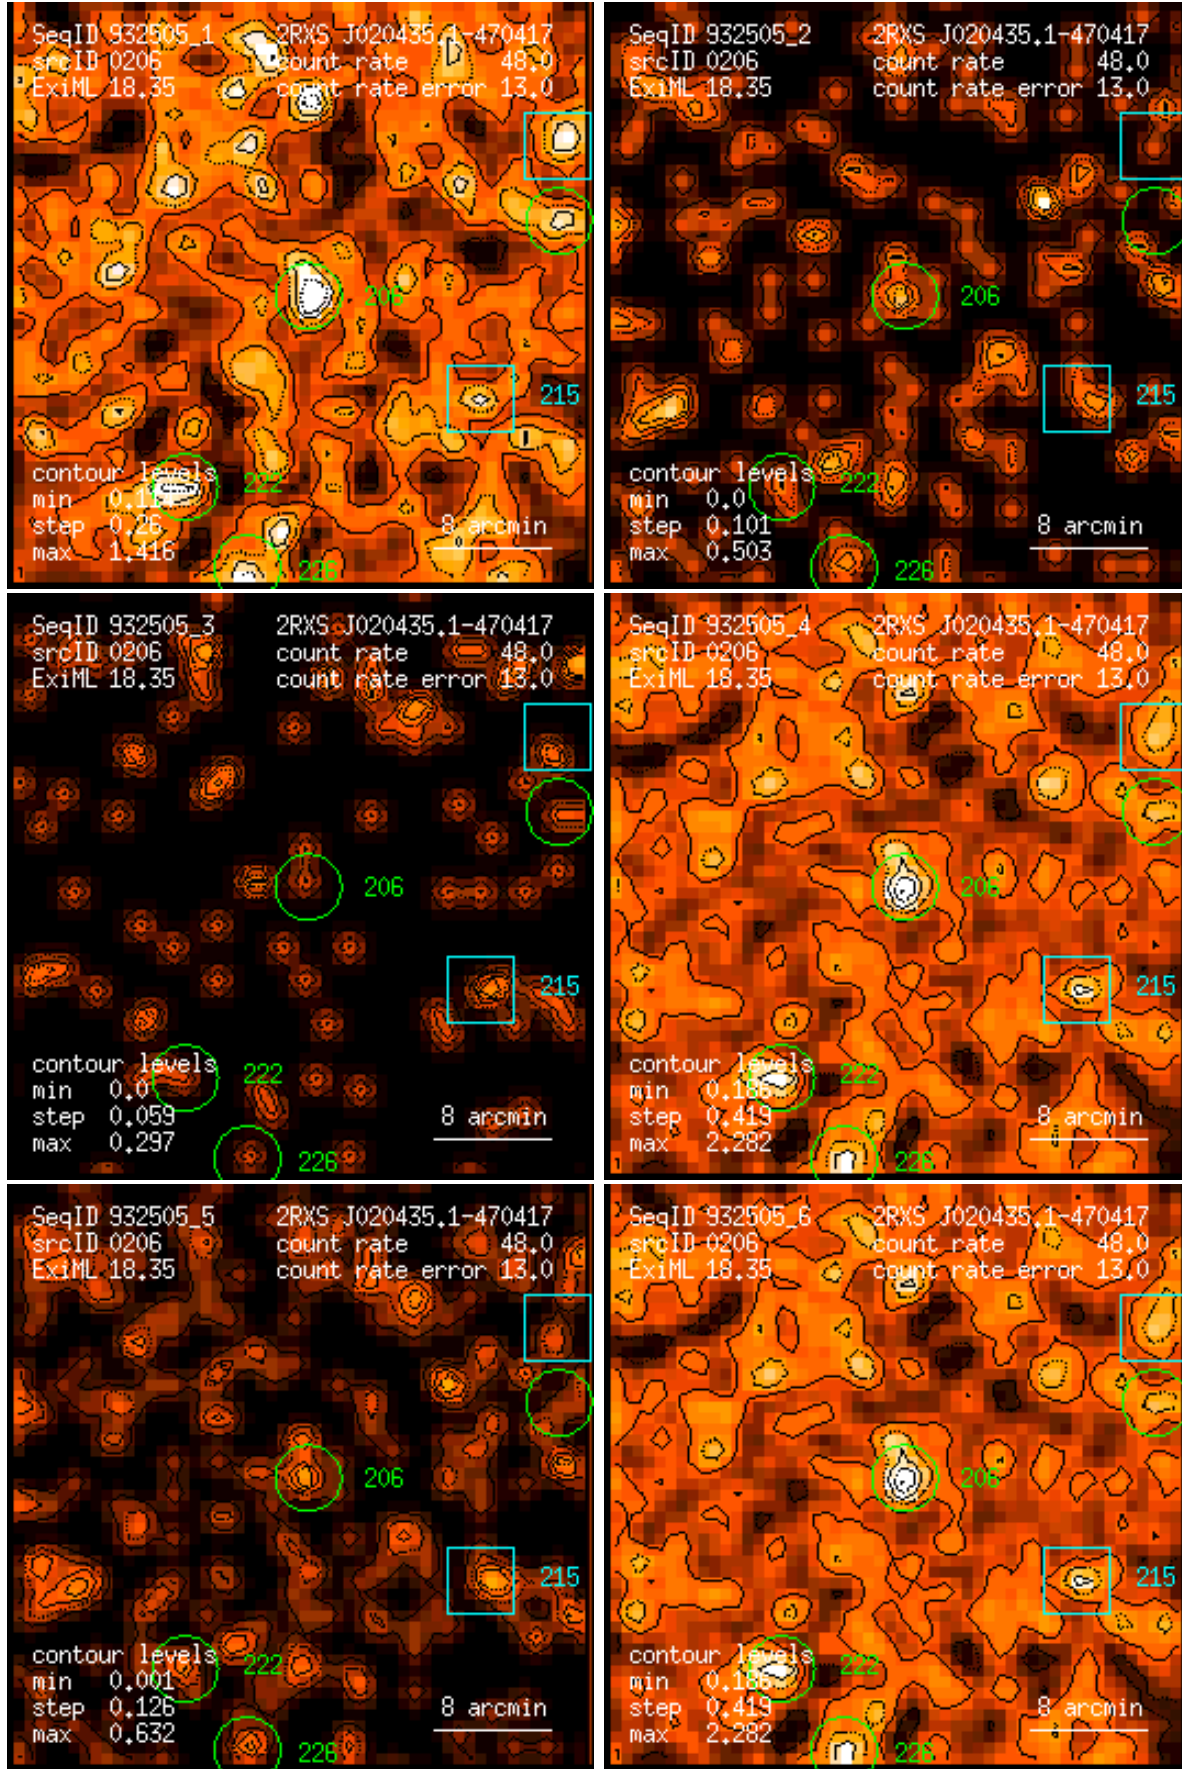 SeqID 932505_1 2RXS J020435.1-470417
srcID 0206 count rate 48.0
ExiML 18.35 count rate error 13.0
206
215
contour levels
222
min
step 0.26 8 arcmin
max 1.416
226
SeqID 932505_2 2RXS J020435.1-470417
srcID 0206 count rate 48.0
ExiML 18.35 count rate error 13.0
206
215
contour levels
222
min 0.0
step 0.101 8 arcmin
max 0.503
226
SeqID 932505_3 2RXS J020435.1-470417
srcID 0206 count rate 48.0
ExiML 18.35 count rate error 13.0
206
215
contour levels
222
min 0.0
step 0.059 8 arcmin
max 0.297
226
SeqID 932505_4 2RXS J020435.1-470417
srcID 0206 count rate 48.0
ExiML 18.35 count rate error 13.0
206
215
contour levels
222
min 0.186
step 0.419 8 arcmin
max 2.282
226
SeqID 932505_5 2RXS J020435.1-470417
srcID 0206 count rate 48.0
ExiML 18.35 count rate error 13.0
206
215
contour levels
222
min 0.001
step 0.126 8 arcmin
max 0.632
226
SeqID 932505_6 2RXS J020435.1-470417
srcID 0206 count rate 48.0
ExiML 18.35 count rate error 13.0
206
215
contour levels
222
min 0.186
step 0.419 8 arcmin
max 2.282
226